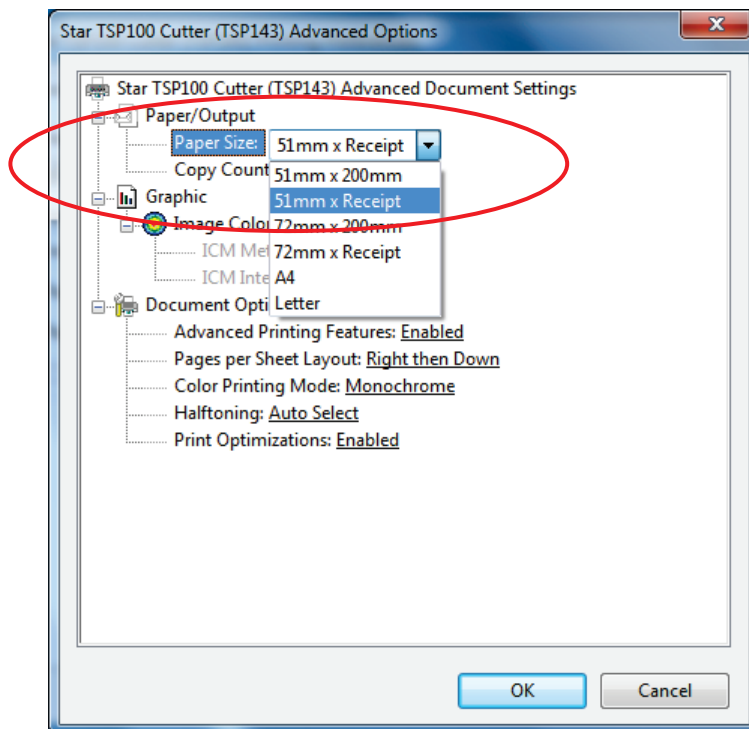 Star TSP100 Cutter (TSP143) Advanced Options
Star TSP100 Cutter (TSP143) Advanced Document Settings
Paper/Output
Paper Size: 51mm x Receipt
Copy Count
51mm x 200mm
51mm x Receipt
Graphic
Image Color
72mm x 200mm
ICM Met
72mm x Receipt
ICM Inte
A4
Document Opti
Letter
Advanced Printing Features: Enabled
Pages per Sheet Layout: Right then Down
Color Printing Mode: Monochrome
Halftoning: Auto Select
Print Optimizations: Enabled
OK
Cancel